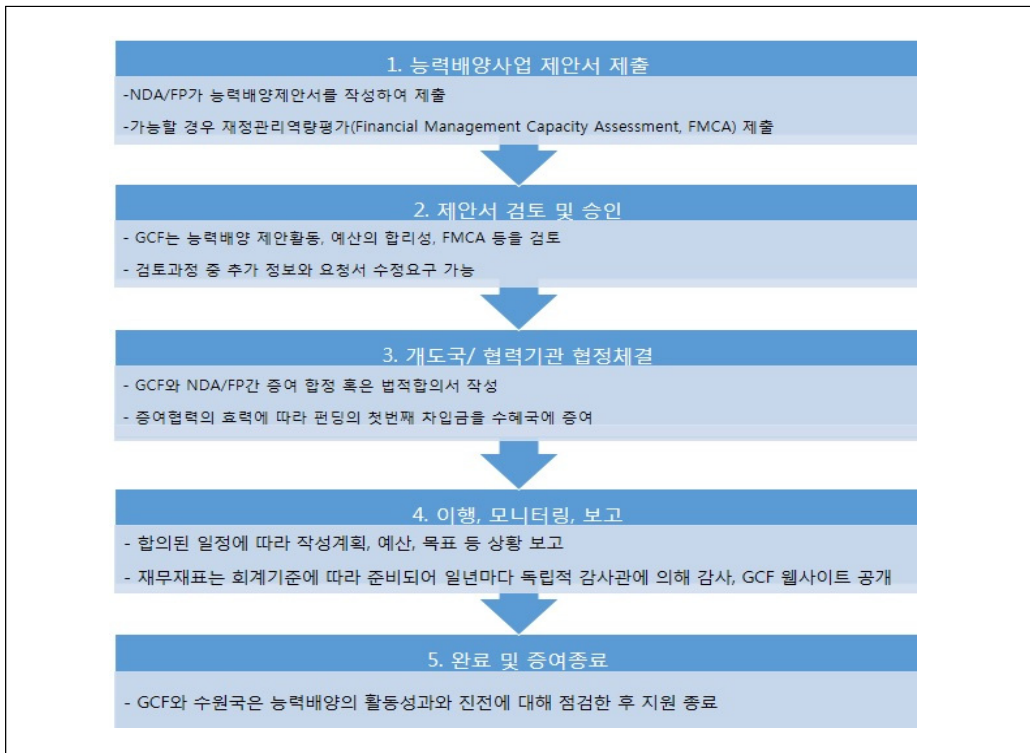 1. 능력배양사업 제안서 제출
-NDA/FP가 능력배양제안서를 작성하여 제출
-가능할 경우 재정관리역량평가(Financial Management Capacity Assessment, FMCA) 제출
2. 제안서 검토 및 승인
- GCF는 능력배양 제안활동, 예산의 합리성, FMCA 등을 검토
- 검토과정 중 추가 정보와 요청서 수정요구 가능
3. 개도국/ 협력기관 협정체결
- GCF와 NDA/FP간 증여 합정 혹은 법적합의서 작성
- 증여협력의 효력에 따라 펀딩의 첫번째 차입금을 수혜국에 증여
4. 이행, 모니터링, 보고
- 합의된 일정에 따라 작성계획, 예산, 목표 등 상황 보고
- 재무재표는 회계기준에 따라 준비되어 일년마다 독립적 감사관에 의해 감사, GCF 웹사이트 공개
5. 완료 및 증여종료
- GCF와 수원국은 능력배양의 활동성과와 진전에 대해 점검한 후 지원 종료